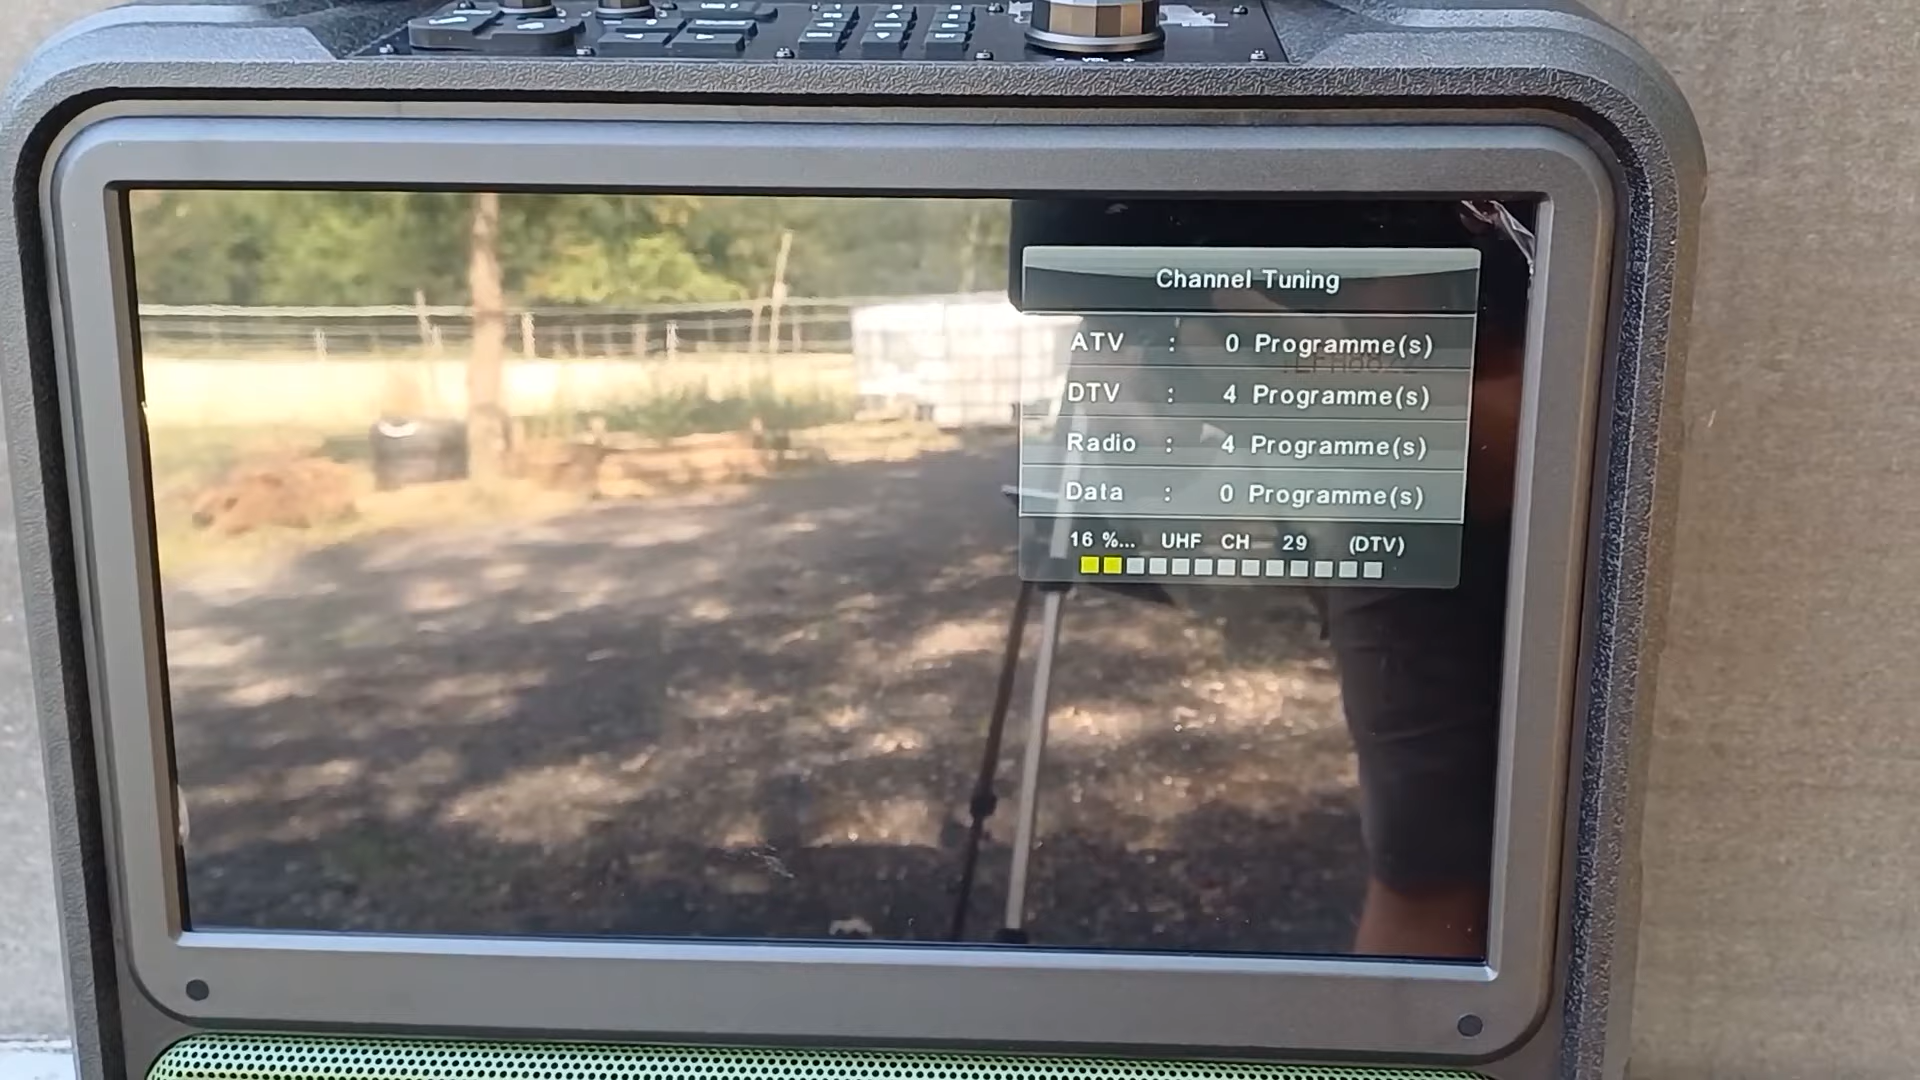 Channel Tuning
ATV : 0 Programme(s)
DTV : 4 Programme(s)
Radio : 4 Programme(s)
Data : 0 Programme(s)
16 %... UHF CH 29 (DTV)